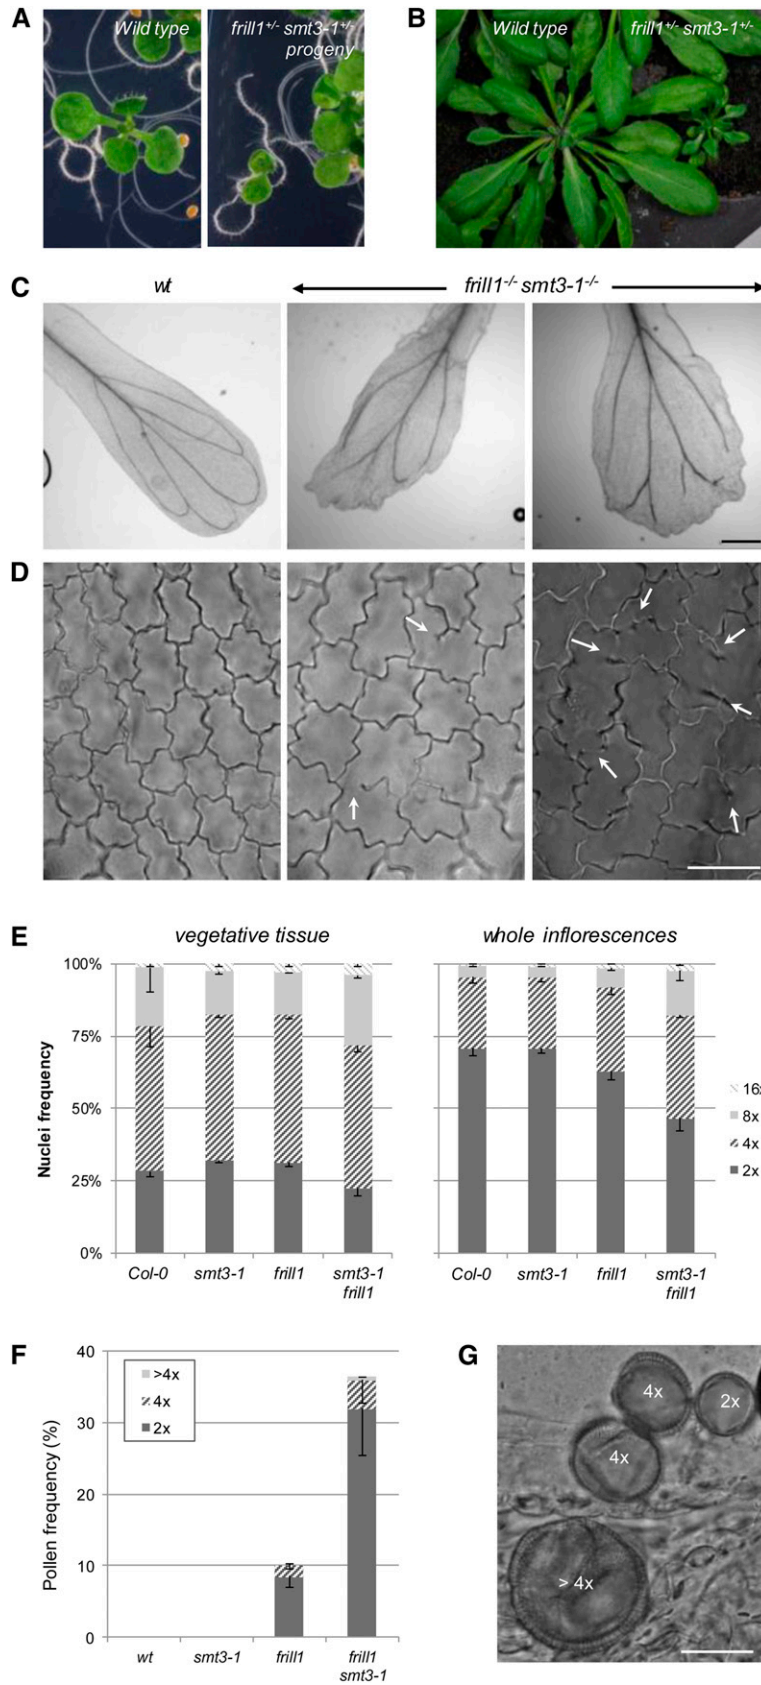 A
Wild type
frill1+/- smt3-1+/-
progeny
B
Wild type
frill1+/- smt3-1+/-
C
wt
frill1-/- smt3-1-/-
D
E
vegetative tissue
whole inflorescences
Nuclei frequency
100%
75%
50%
25%
0%
Col-0
smt3-1
frill1
smt3-1
frill1
Col-0
smt3-1
frill1
smt3-1
frill1
16x
8x
4x
2x
F
Pollen frequency (%)
40
30
20
10
0
>4x
4x
2x
wt
smt3-1
frill1
frill1
smt3-1
G
4x
2x
4x
> 4x